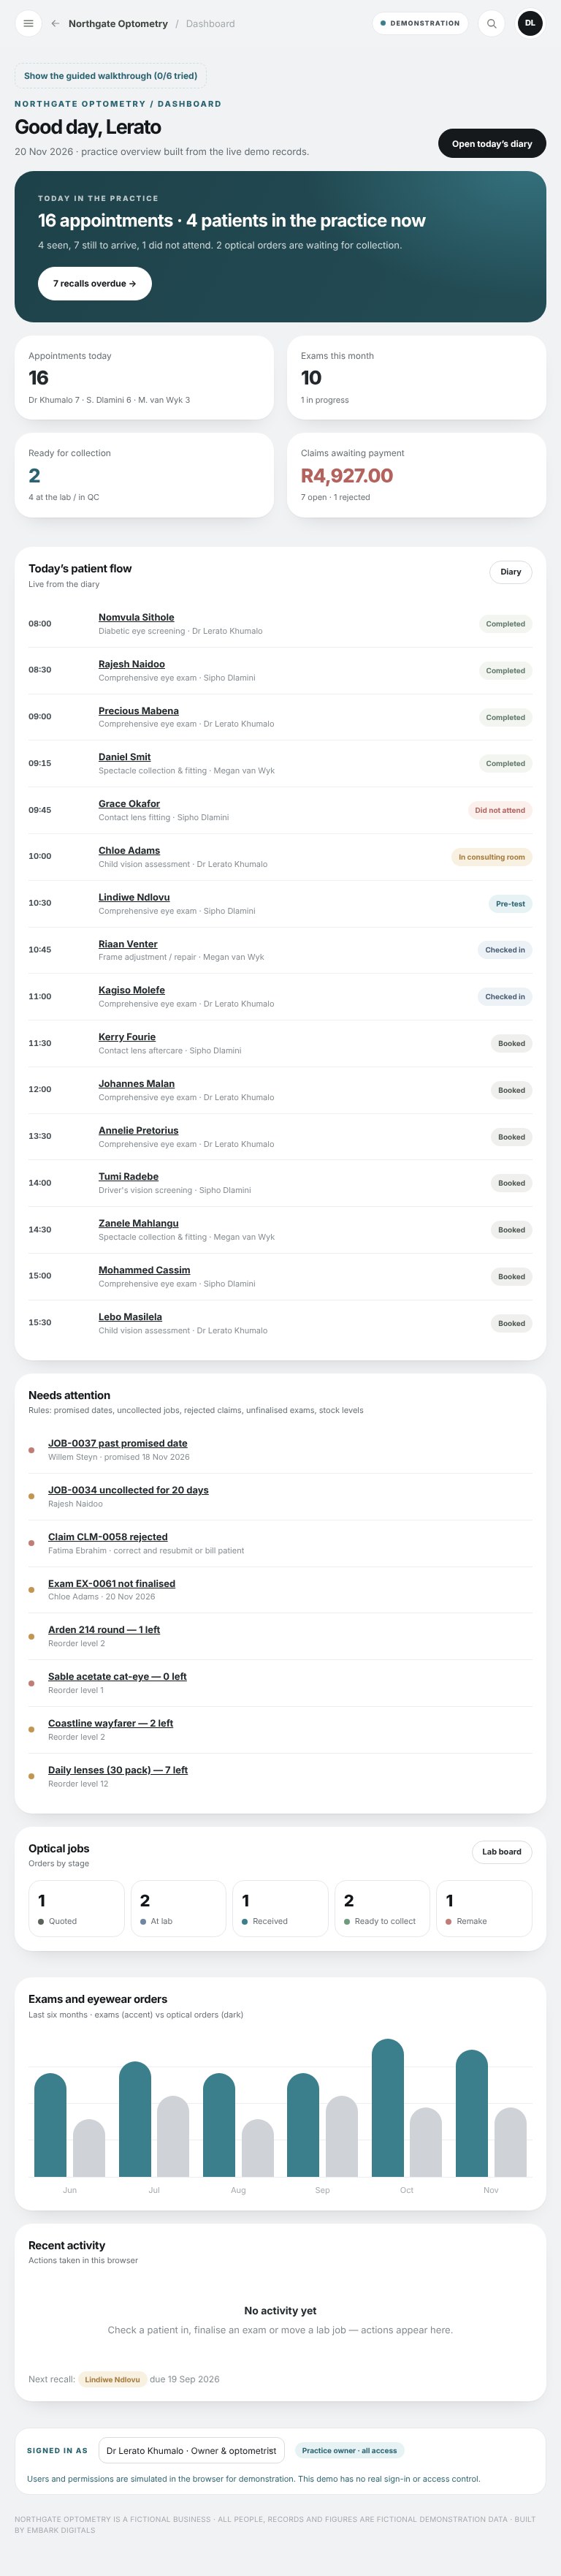 Northgate Optometry / Dashboard
DEMONSTRATION
DL
Show the guided walkthrough (0/6 tried)
NORTHGATE OPTOMETRY / DASHBOARD
Good day, Lerato
20 Nov 2026 · practice overview built from the live demo records.
Open today's diary
TODAY IN THE PRACTICE
16 appointments · 4 patients in the practice now
4 seen, 7 still to arrive, 1 did not attend. 2 optical orders are waiting for collection.
7 recalls overdue →
Appointments today
16
Dr Khumalo 7 · S. Dlamini 6 · M. van Wyk 3
Exams this month
10
1 in progress
Ready for collection
2
4 at the lab / in QC
Claims awaiting payment
R4,927.00
7 open · 1 rejected
Today's patient flow
Live from the diary
Diary
08:00
Nomvula Sithole
Diabetic eye screening · Dr Lerato Khumalo
Completed
08:30
Rajesh Naidoo
Comprehensive eye exam · Sipho Dlamini
Completed
09:00
Precious Mabena
Comprehensive eye exam · Dr Lerato Khumalo
Completed
09:15
Daniel Smit
Spectacle collection & fitting · Megan van Wyk
Completed
09:45
Grace Okafor
Contact lens fitting · Sipho Dlamini
Did not attend
10:00
Chloe Adams
Child vision assessment · Dr Lerato Khumalo
In consulting room
10:30
Lindiwe Ndlovu
Comprehensive eye exam · Sipho Dlamini
Pre-test
10:45
Riaan Venter
Frame adjustment / repair · Megan van Wyk
Checked in
11:00
Kagiso Molefe
Comprehensive eye exam · Dr Lerato Khumalo
Checked in
11:30
Kerry Fourie
Contact lens aftercare · Sipho Dlamini
Booked
12:00
Johannes Malan
Comprehensive eye exam · Dr Lerato Khumalo
Booked
13:30
Annelie Pretorius
Comprehensive eye exam · Dr Lerato Khumalo
Booked
14:00
Tumi Radebe
Driver's vision screening · Sipho Dlamini
Booked
14:30
Zanele Mahlangu
Spectacle collection & fitting · Megan van Wyk
Booked
15:00
Mohammed Cassim
Comprehensive eye exam · Sipho Dlamini
Booked
15:30
Lebo Masilela
Child vision assessment · Dr Lerato Khumalo
Booked
Needs attention
Rules: promised dates, uncollected jobs, rejected claims, unfinalised exams, stock levels
JOB-0037 past promised date
Willem Steyn · promised 18 Nov 2026
JOB-0034 uncollected for 20 days
Rajesh Naidoo
Claim CLM-0058 rejected
Fatima Ebrahim · correct and resubmit or bill patient
Exam EX-0061 not finalised
Chloe Adams · 20 Nov 2026
Arden 214 round — 1 left
Reorder level 2
Sable acetate cat-eye — 0 left
Reorder level 1
Coastline wayfarer — 2 left
Reorder level 2
Daily lenses (30 pack) — 7 left
Reorder level 12
Optical jobs
Orders by stage
Lab board
1
Quoted
2
At lab
1
Received
2
Ready to collect
1
Remake
Exams and eyewear orders
Last six months · exams (accent) vs optical orders (dark)
Jun
Jul
Aug
Sep
Oct
Nov
Recent activity
Actions taken in this browser
No activity yet
Check a patient in, finalise an exam or move a lab job — actions appear here.
Next recall: Lindiwe Ndlovu due 19 Sep 2026
SIGNED IN AS
Dr Lerato Khumalo · Owner & optometrist
Practice owner · all access
Users and permissions are simulated in the browser for demonstration. This demo has no real sign-in or access control.
NORTHGATE OPTOMETRY IS A FICTIONAL BUSINESS · ALL PEOPLE, RECORDS AND FIGURES ARE FICTIONAL DEMONSTRATION DATA · BUILT
BY EMBARK DIGITALS